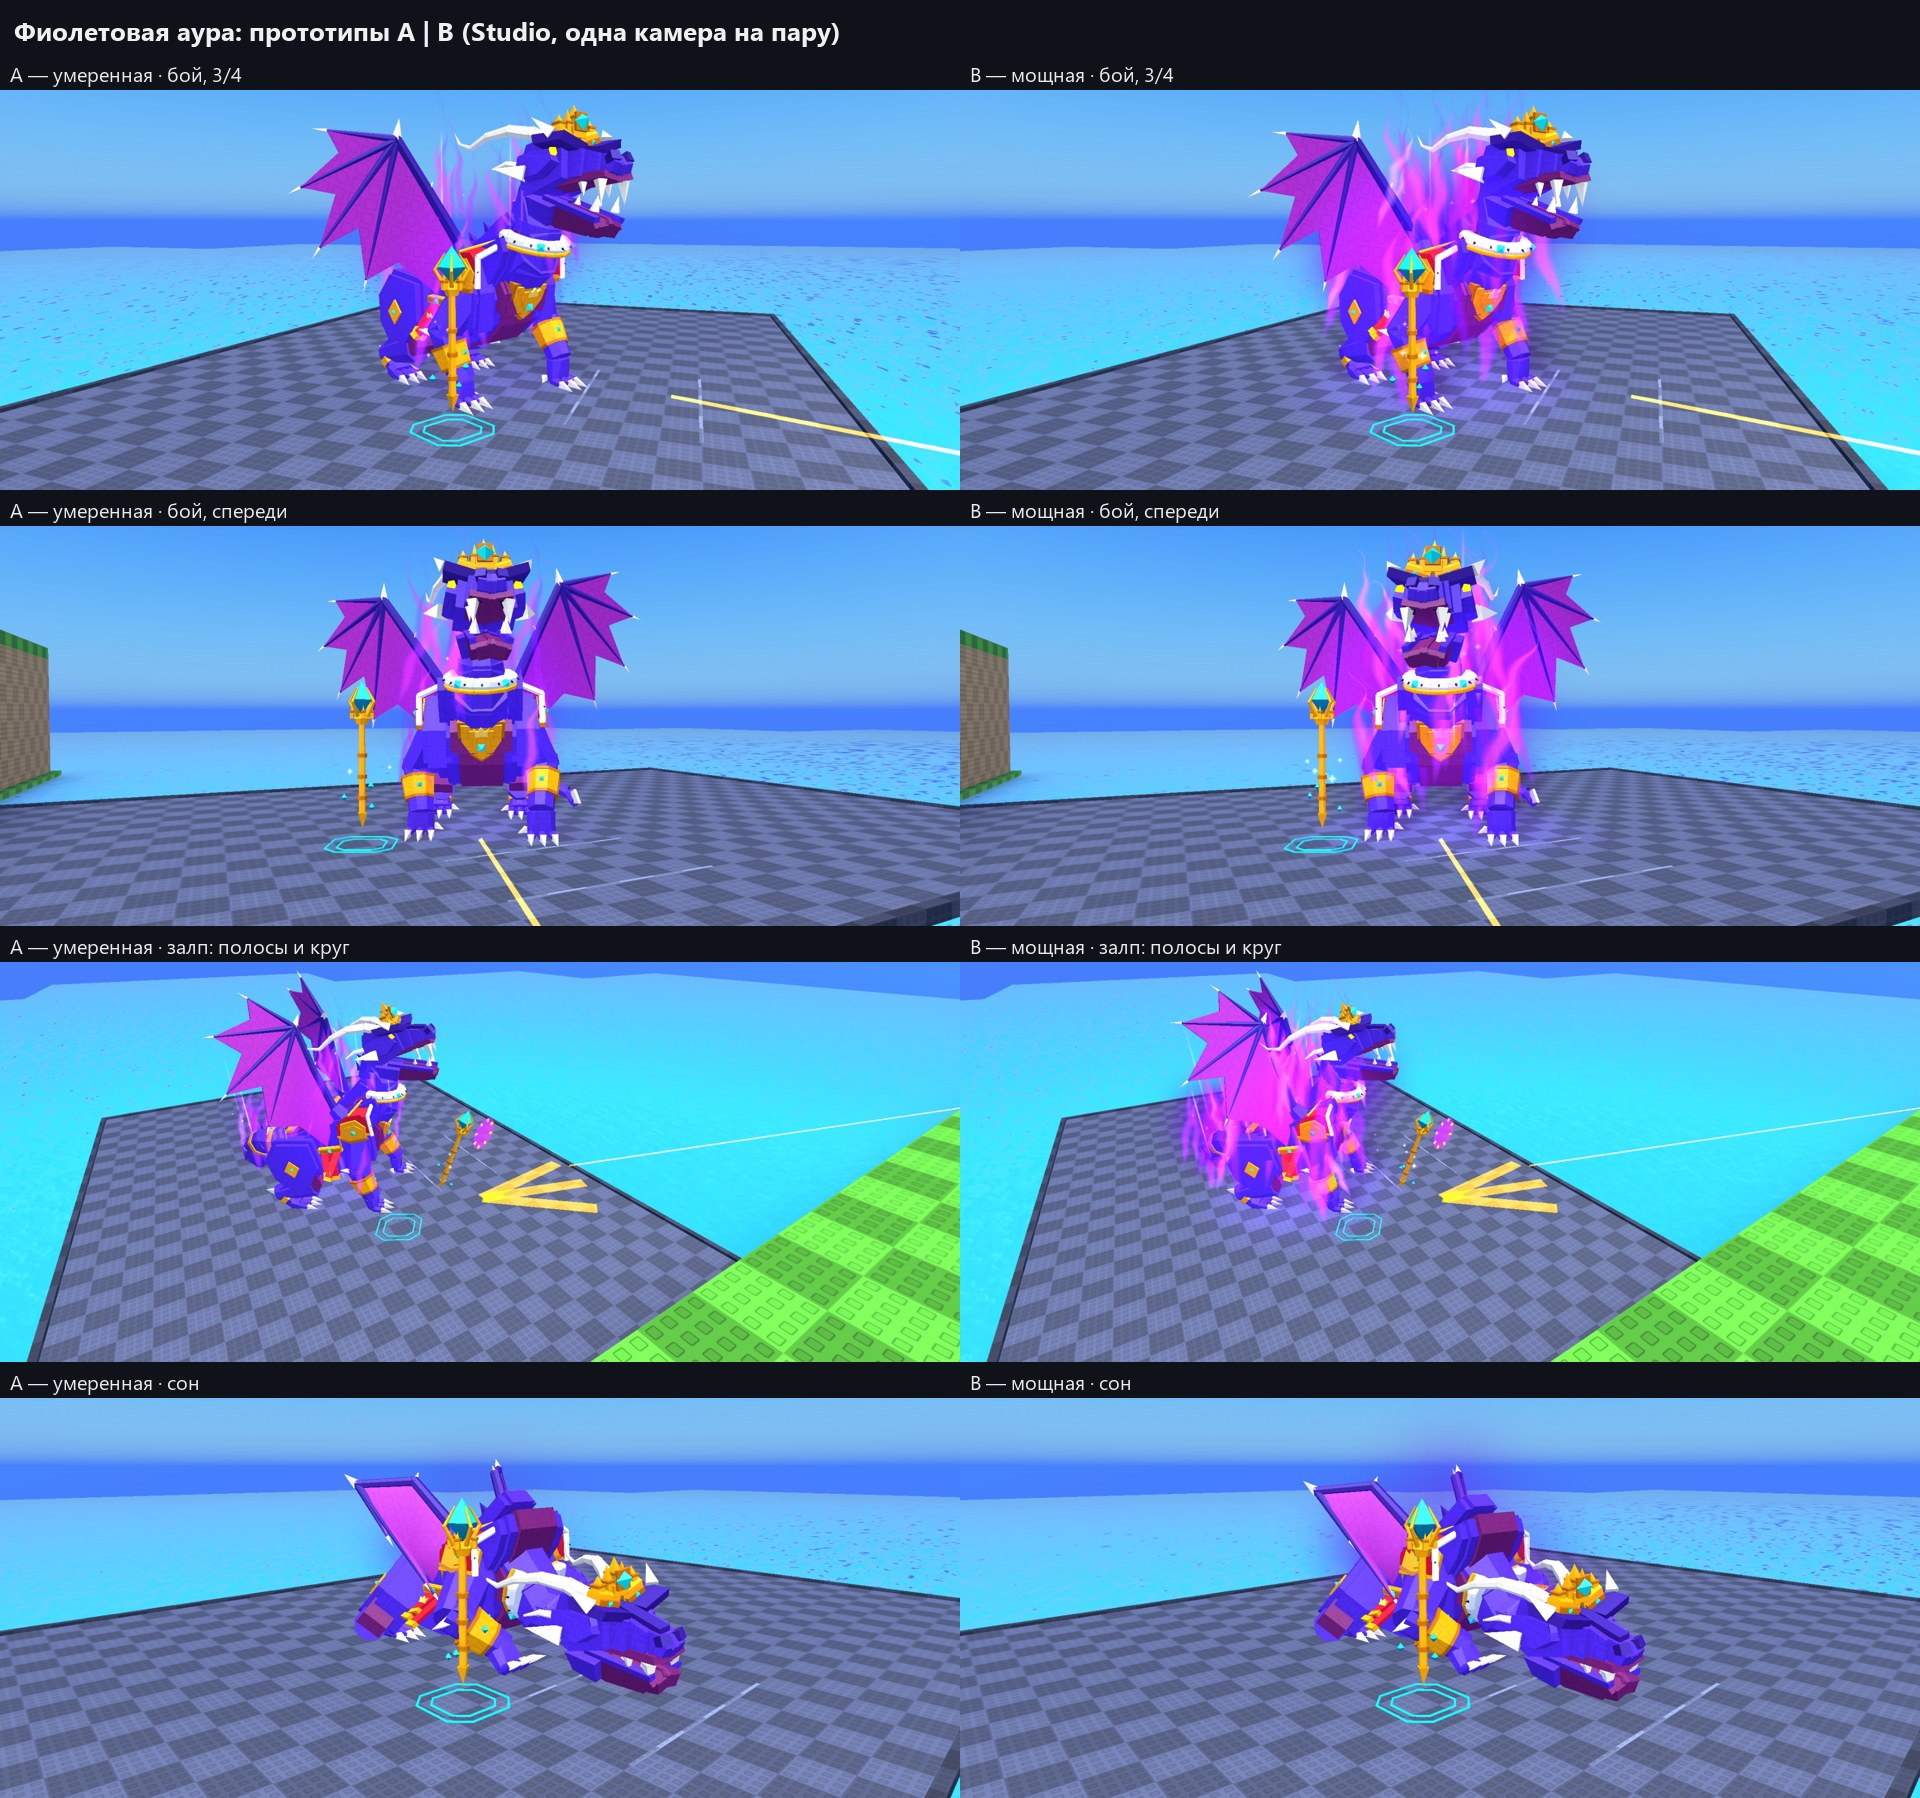 Фиолетовая аура: прототипы A | B (Studio, одна камера на пару)
A — умеренная · бой, 3/4
B — мощная · бой, 3/4
A — умеренная · бой, спереди
B — мощная · бой, спереди
A — умеренная · залп: полосы и круг
B — мощная · залп: полосы и круг
A — умеренная · сон
B — мощная · сон